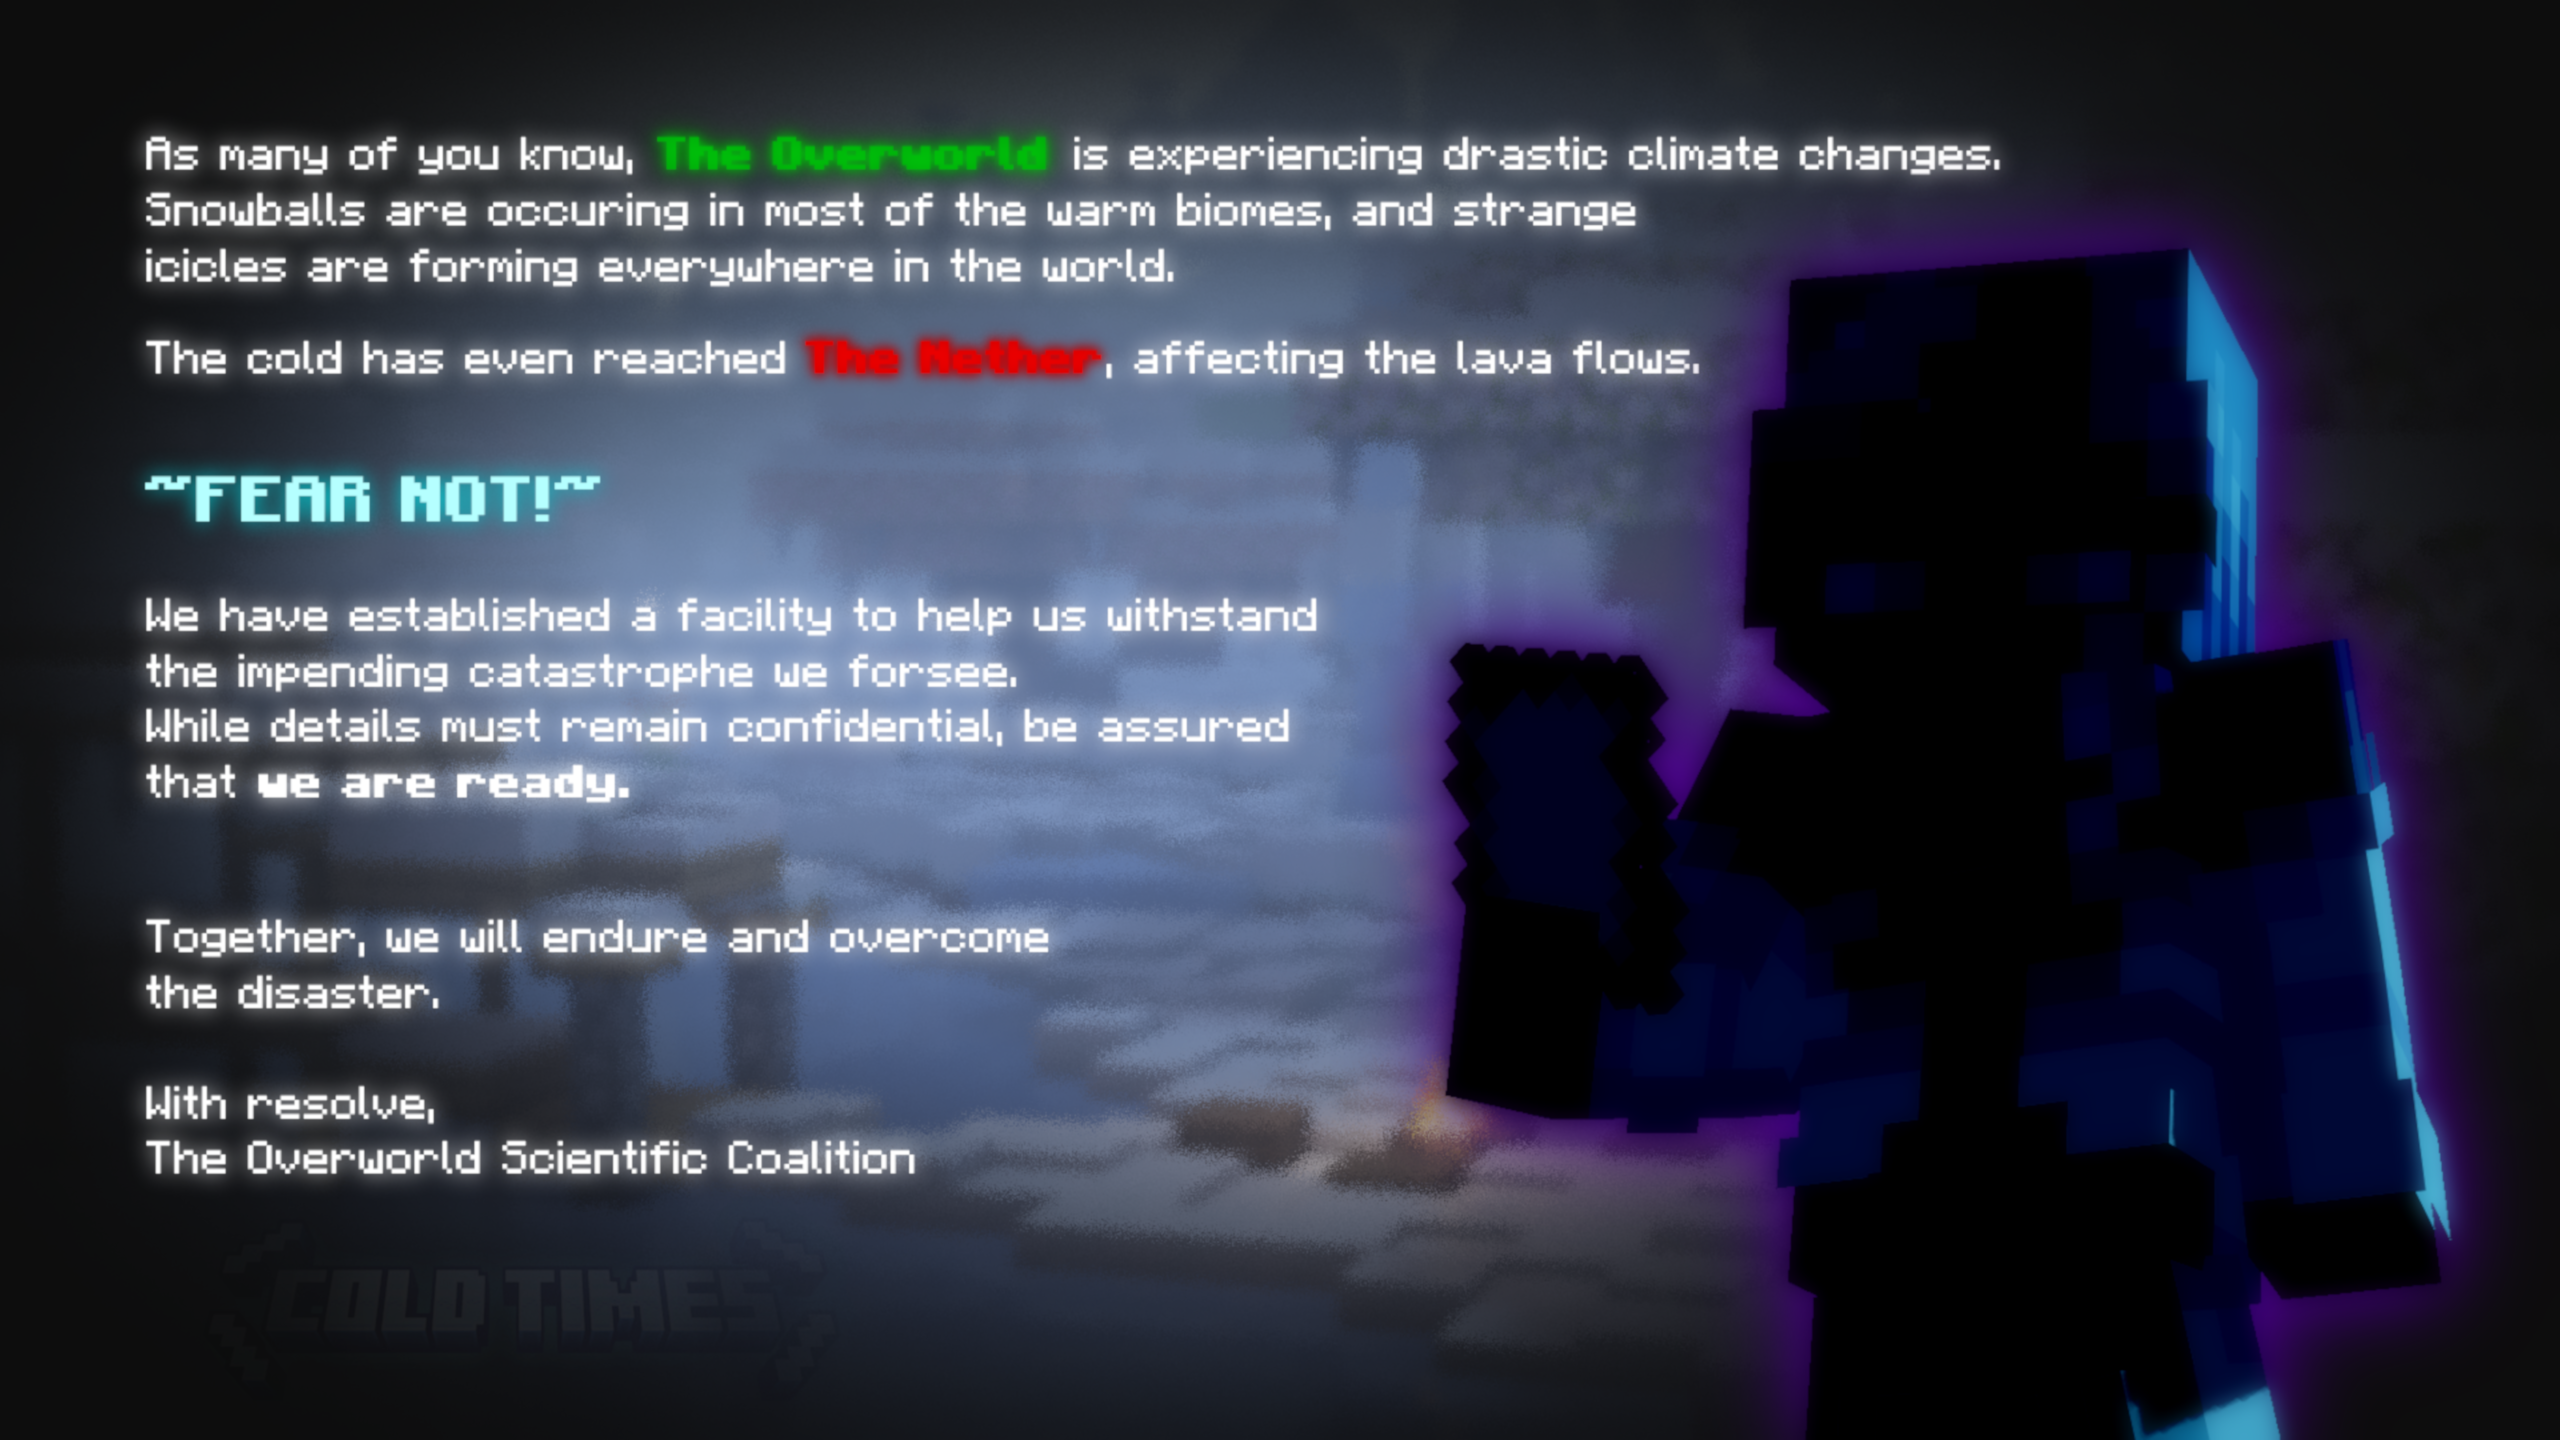 As many of you know, The Overworld is experiencing drastic climate changes.
Snowballs are occuring in most of the warm biomes, and strange
icicles are forming everywhere in the world.
The cold has even reached The Nether, affecting the lava flows.
~FEAR NOT!~
We have established a facility to help us withstand
the impending catastrophe we forsee.
While details must remain confidential, be assured
that we are ready.
Together, we will endure and overcome
the disaster.
With resolve,
The Overworld Scientific Coalition
COLD TIMES